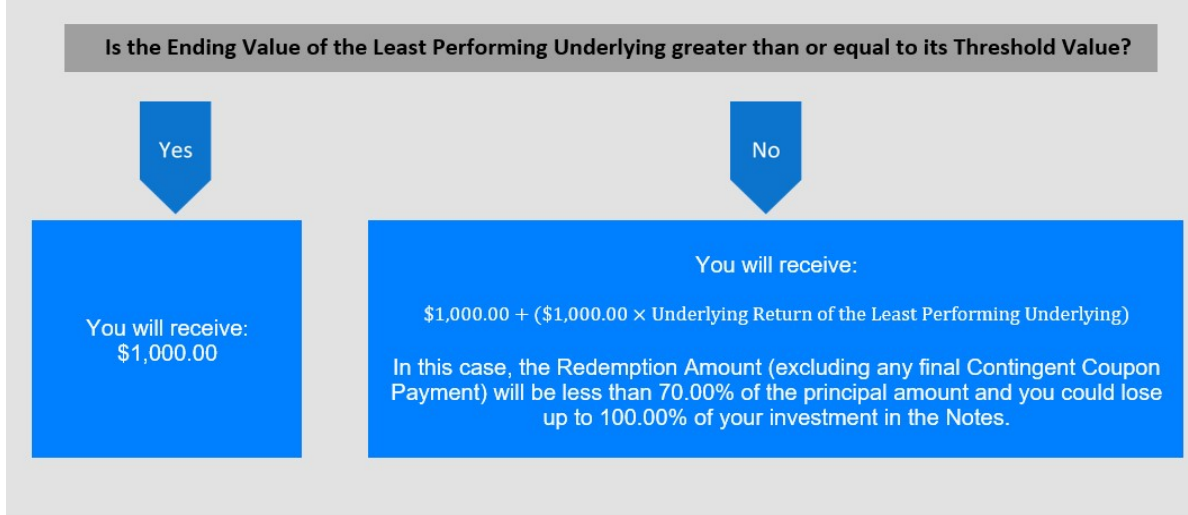 Is the Ending Value of the Least Performing Underlying greater than or equal to its Threshold Value?
Yes
No
You will receive:
$1,000.00
You will receive:
$1,000.00 + ($1,000.00 × Underlying Return of the Least Performing Underlying)
In this case, the Redemption Amount (excluding any final Contingent Coupon
Payment) will be less than 70.00% of the principal amount and you could lose
up to 100.00% of your investment in the Notes.